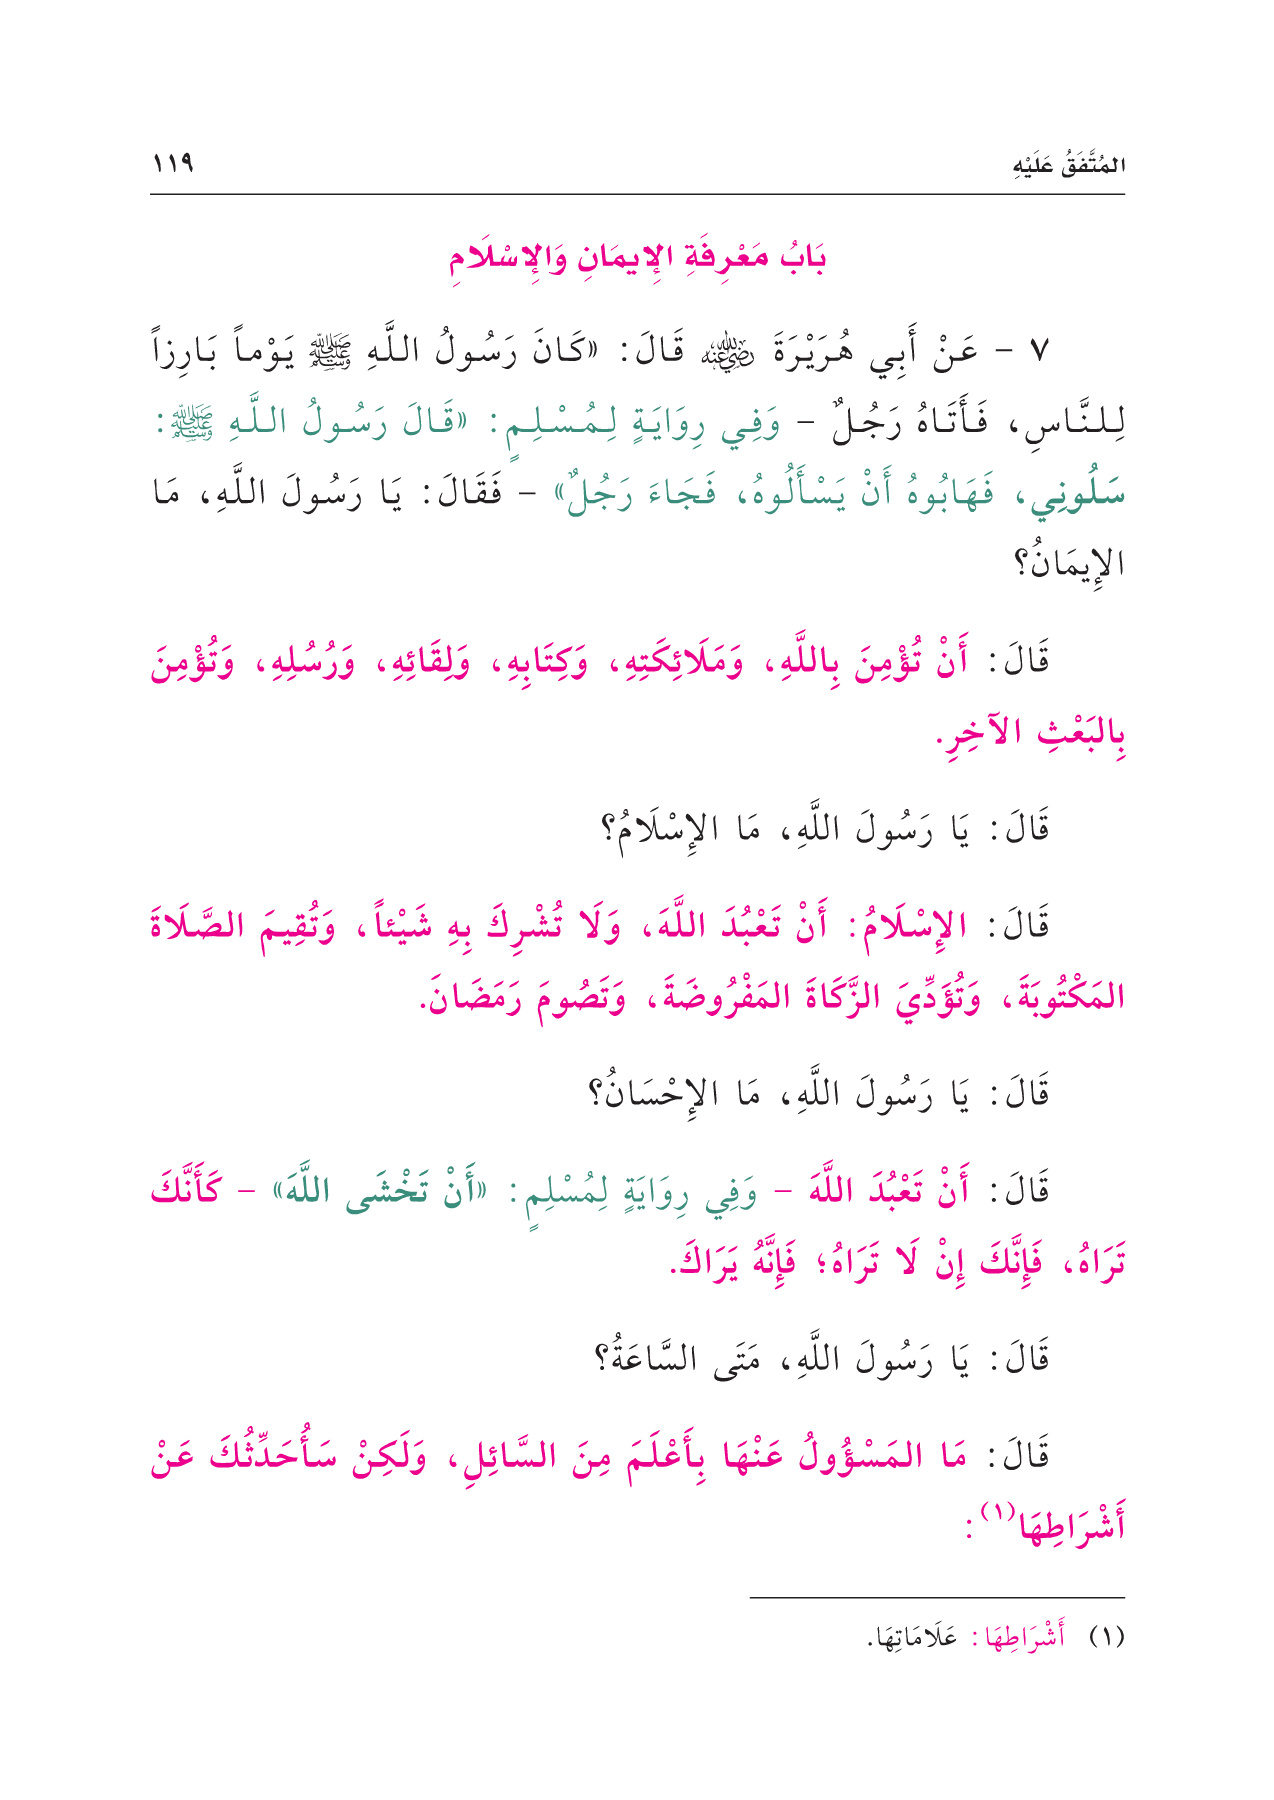 المُتَّفَقُ عَلَيْهِ ١١٩
بَابُ مَعْرِفَةِ الإِيمَانِ وَالإِسْلَامِ
٧ - عَنْ أَبِي هُرَيْرَةَ رضي الله عنه قَالَ: «كَانَ رَسُولُ اللَّهِ ﷺ يَوْماً بَارِزاً
لِلنَّاسِ، فَأَتَاهُ رَجُلٌ - وَفِي رِوَايَةٍ لِمُسْلِمٍ: «قَالَ رَسُولُ اللَّهِ ﷺ:
سَلُونِي، فَهَابُوهُ أَنْ يَسْأَلُوهُ، فَجَاءَ رَجُلٌ» - فَقَالَ: يَا رَسُولَ اللَّهِ، مَا
الإِيمَانُ؟
قَالَ: أَنْ تُؤْمِنَ بِاللَّهِ، وَمَلَائِكَتِهِ، وَكِتَابِهِ، وَلِقَائِهِ، وَرُسُلِهِ، وَتُؤْمِنَ
بِالبَعْثِ الآخِرِ.
قَالَ: يَا رَسُولَ اللَّهِ، مَا الإِسْلَامُ؟
قَالَ: الإِسْلَامُ: أَنْ تَعْبُدَ اللَّهَ، وَلَا تُشْرِكَ بِهِ شَيْئاً، وَتُقِيمَ الصَّلَاةَ
المَكْتُوبَةَ، وَتُؤَدِّيَ الزَّكَاةَ المَفْرُوضَةَ، وَتَصُومَ رَمَضَانَ.
قَالَ: يَا رَسُولَ اللَّهِ، مَا الإِحْسَانُ؟
قَالَ: أَنْ تَعْبُدَ اللَّهَ - وَفِي رِوَايَةٍ لِمُسْلِمٍ: «أَنْ تَخْشَى اللَّهَ» - كَأَنَّكَ
تَرَاهُ، فَإِنَّكَ إِنْ لَا تَرَاهُ؛ فَإِنَّهُ يَرَاكَ.
قَالَ: يَا رَسُولَ اللَّهِ، مَتَى السَّاعَةُ؟
قَالَ: مَا المَسْؤُولُ عَنْهَا بِأَعْلَمَ مِنَ السَّائِلِ، وَلَكِنْ سَأُحَدِّثُكَ عَنْ
أَشْرَاطِهَا(١):
(١) أَشْرَاطِهَا: عَلَامَاتِهَا.